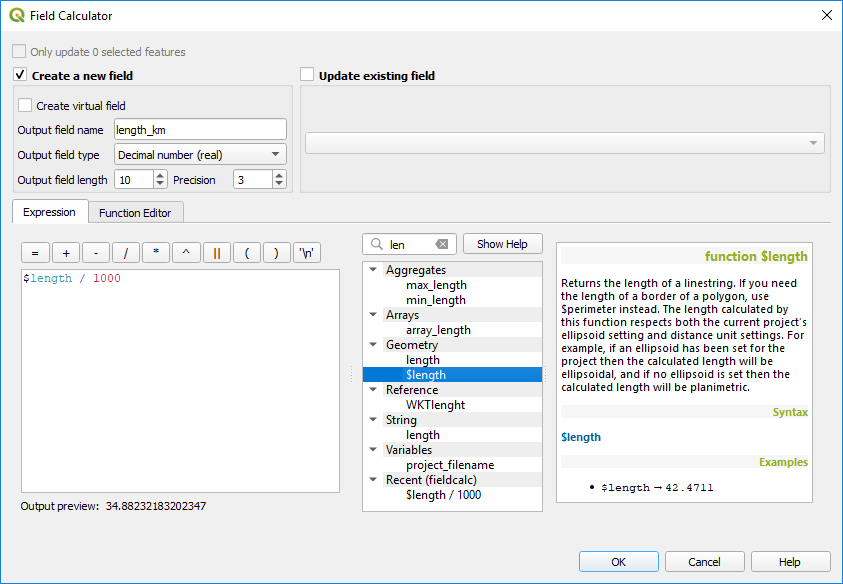 Field Calculator
Only update 0 selected features
Create a new field
Update existing field
Create virtual field
Output field name length_km
Output field type Decimal number (real)
Output field length 10 Precision 3
Expression Function Editor
= + - / * ^ || ( ) '\n'
$length / 1000
Output preview: 34.88232183202347
len Show Help
Aggregates
max_length
min_length
Arrays
array_length
Geometry
length
$length
Reference
WKTlenght
String
length
Variables
project_filename
Recent (fieldcalc)
$length / 1000
function $length
Returns the length of a linestring. If you need
the length of a border of a polygon, use
$perimeter instead. The length calculated by
this function respects both the current project's
ellipsoid setting and distance unit settings. For
example, if an ellipsoid has been set for the
project then the calculated length will be
ellipsoidal, and if no ellipsoid is set then the
calculated length will be planimetric.
Syntax
$length
Examples
• $length → 42.4711
OK Cancel Help